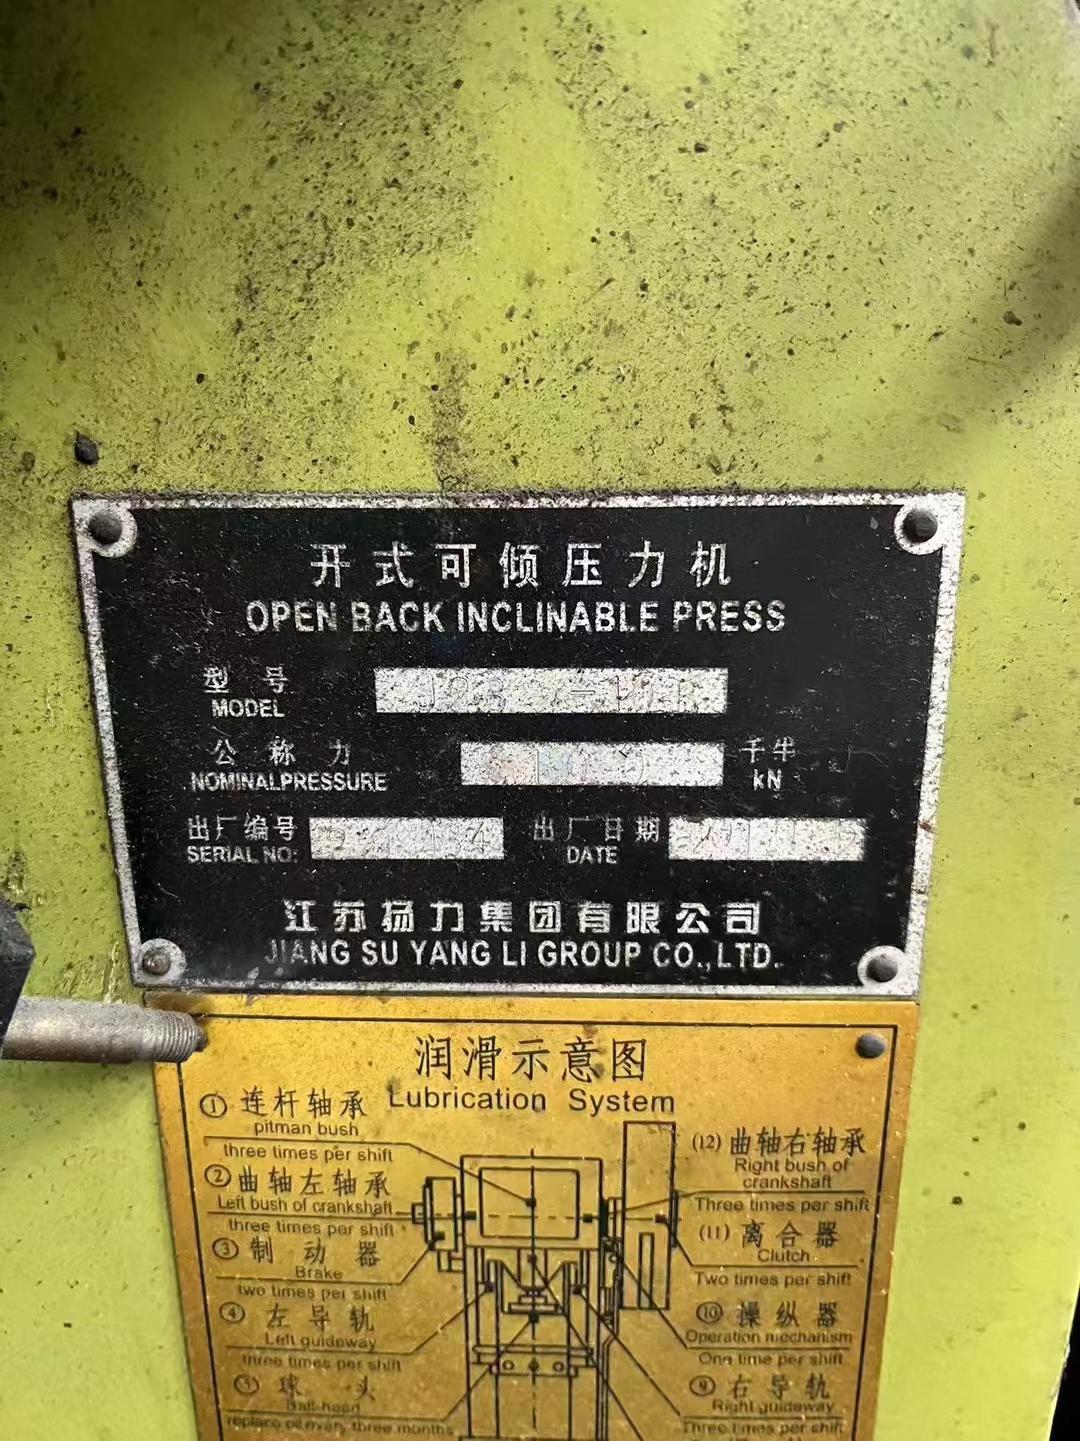 开式可倾压力机
OPEN BACK INCLINABLE PRESS
型号
MODEL
公称力 千牛
NOMINALPRESSURE kN
出厂编号 出厂日期
SERIAL NO: DATE
江苏扬力集团有限公司
JIANG SU YANG LI GROUP CO.,LTD.
润滑示意图
Lubrication System
① 连杆轴承
pitman bush
three times per shift
② 曲轴左轴承
Left bush of crankshaft
three times per shift
③ 制动器
Brake
two times per shift
④ 左导轨
Left guideway
three times per shift
⑤ 球头
Ball-head
replace oil every three months
(12) 曲轴右轴承
Right bush of
crankshaft
Three times per shift
(11) 离合器
Clutch
Two times per shift
⑩ 操纵器
Operation mechanism
One time per shift
⑨ 右导轨
Right guideway
Three times per shift